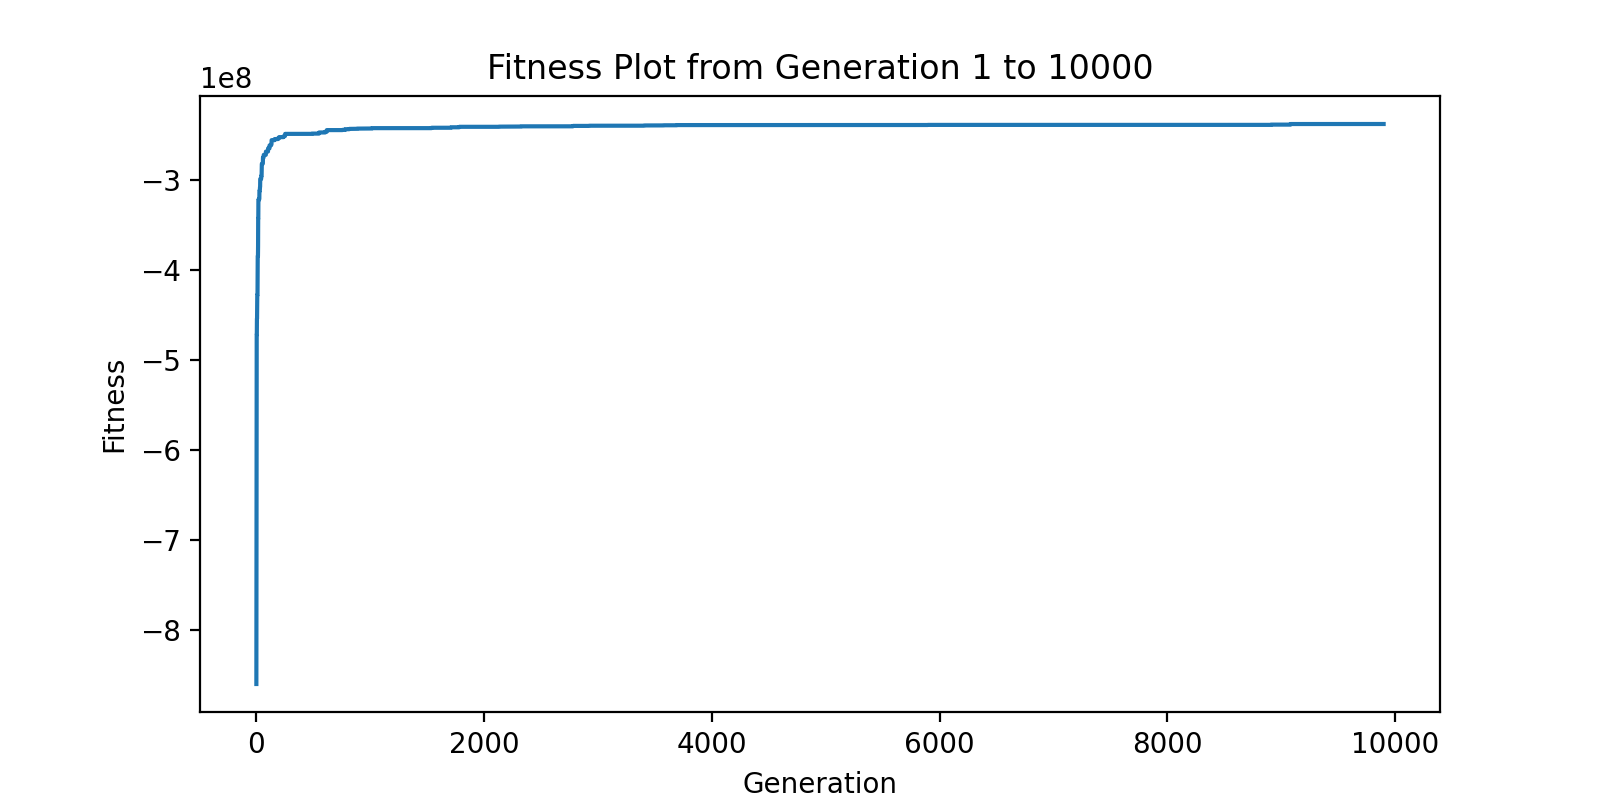 Fitness Plot from Generation 1 to 10000
1e8
−3
−4
−5
−6
−7
−8
Fitness
0 2000 4000 6000 8000 10000
Generation